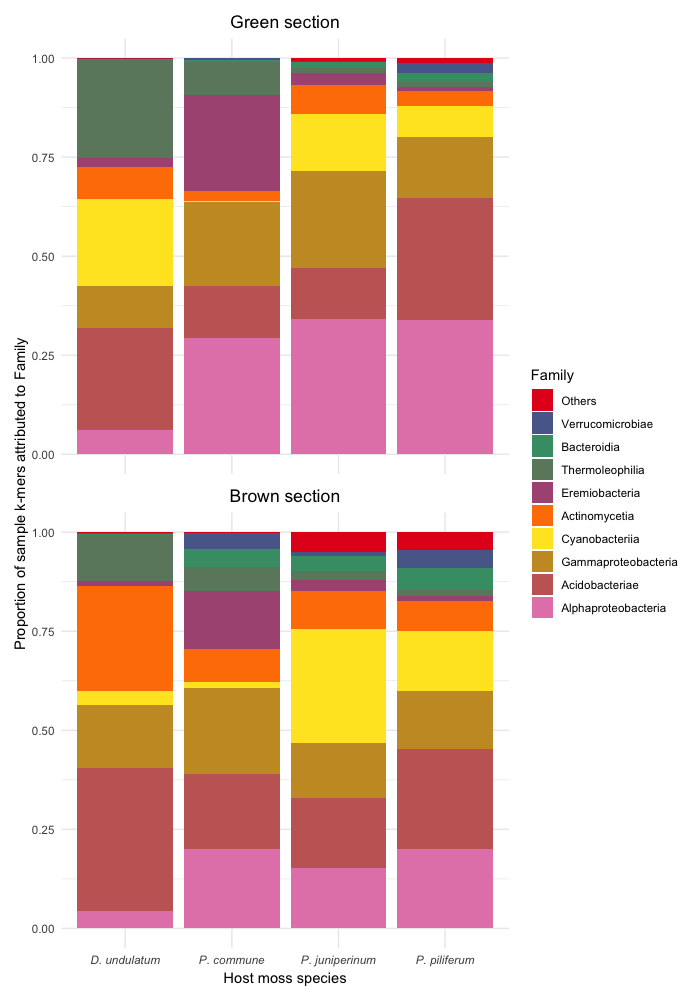 Green section
1.00
0.75
0.50
0.25
0.00
Proportion of sample k-mers attributed to Family
Brown section
1.00
0.75
0.50
0.25
0.00
D. undulatum
P. commune
P. juniperinum
P. piliferum
Host moss species
Family
Others
Verrucomicrobiae
Bacteroidia
Thermoleophilia
Eremiobacteria
Actinomycetia
Cyanobacteriia
Gammaproteobacteria
Acidobacteriae
Alphaproteobacteria